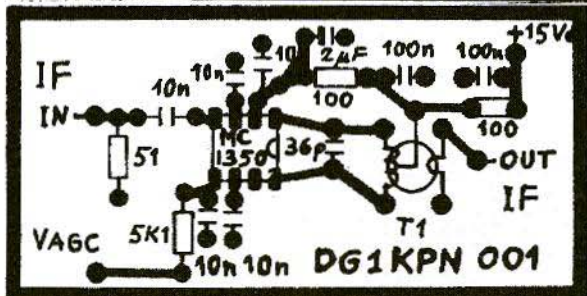 +15V
10 2µF 100n 100n
IF 10n 10n
IN 100 100
MC
1350 36p
51 OUT
IF
T1
VAGC 5K1
10n 10n DG1KPN 001